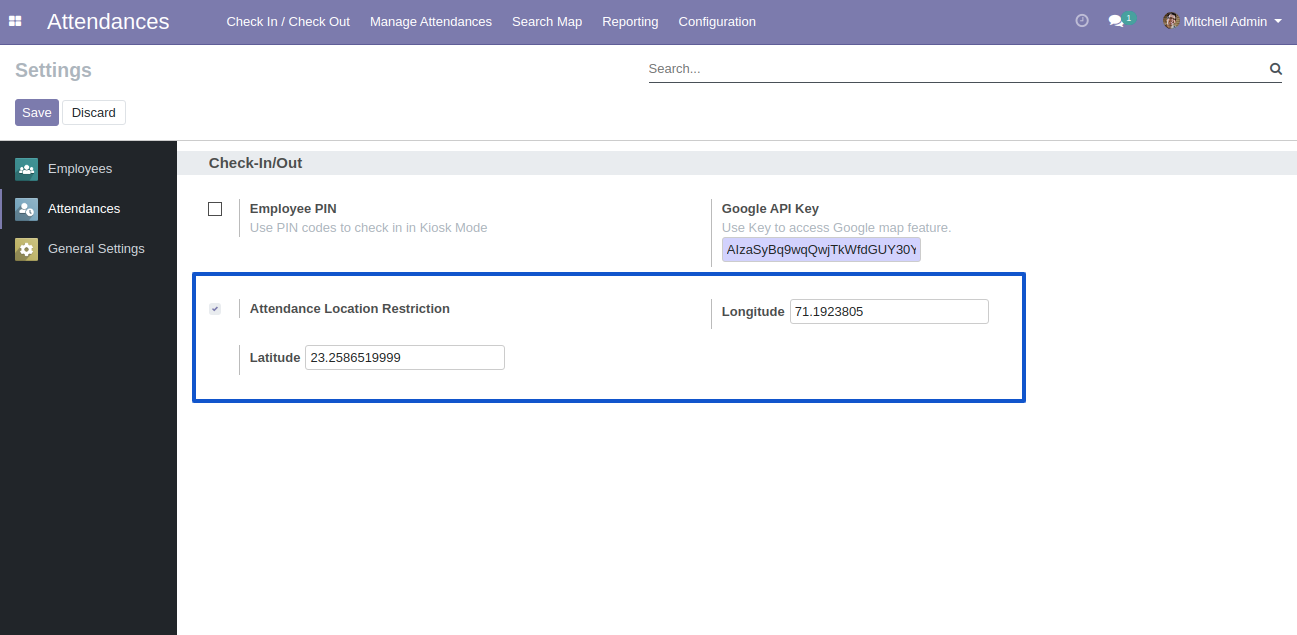 Attendances Check In / Check Out Manage Attendances Search Map Reporting Configuration 1 Mitchell Admin
Settings Search...
Save Discard
Employees
Attendances
General Settings
Check-In/Out
Employee PIN
Use PIN codes to check in in Kiosk Mode
Google API Key
Use Key to access Google map feature.
AIzaSyBq9wqQwjTkWfdGUY30Y
Attendance Location Restriction
Longitude 71.1923805
Latitude 23.2586519999